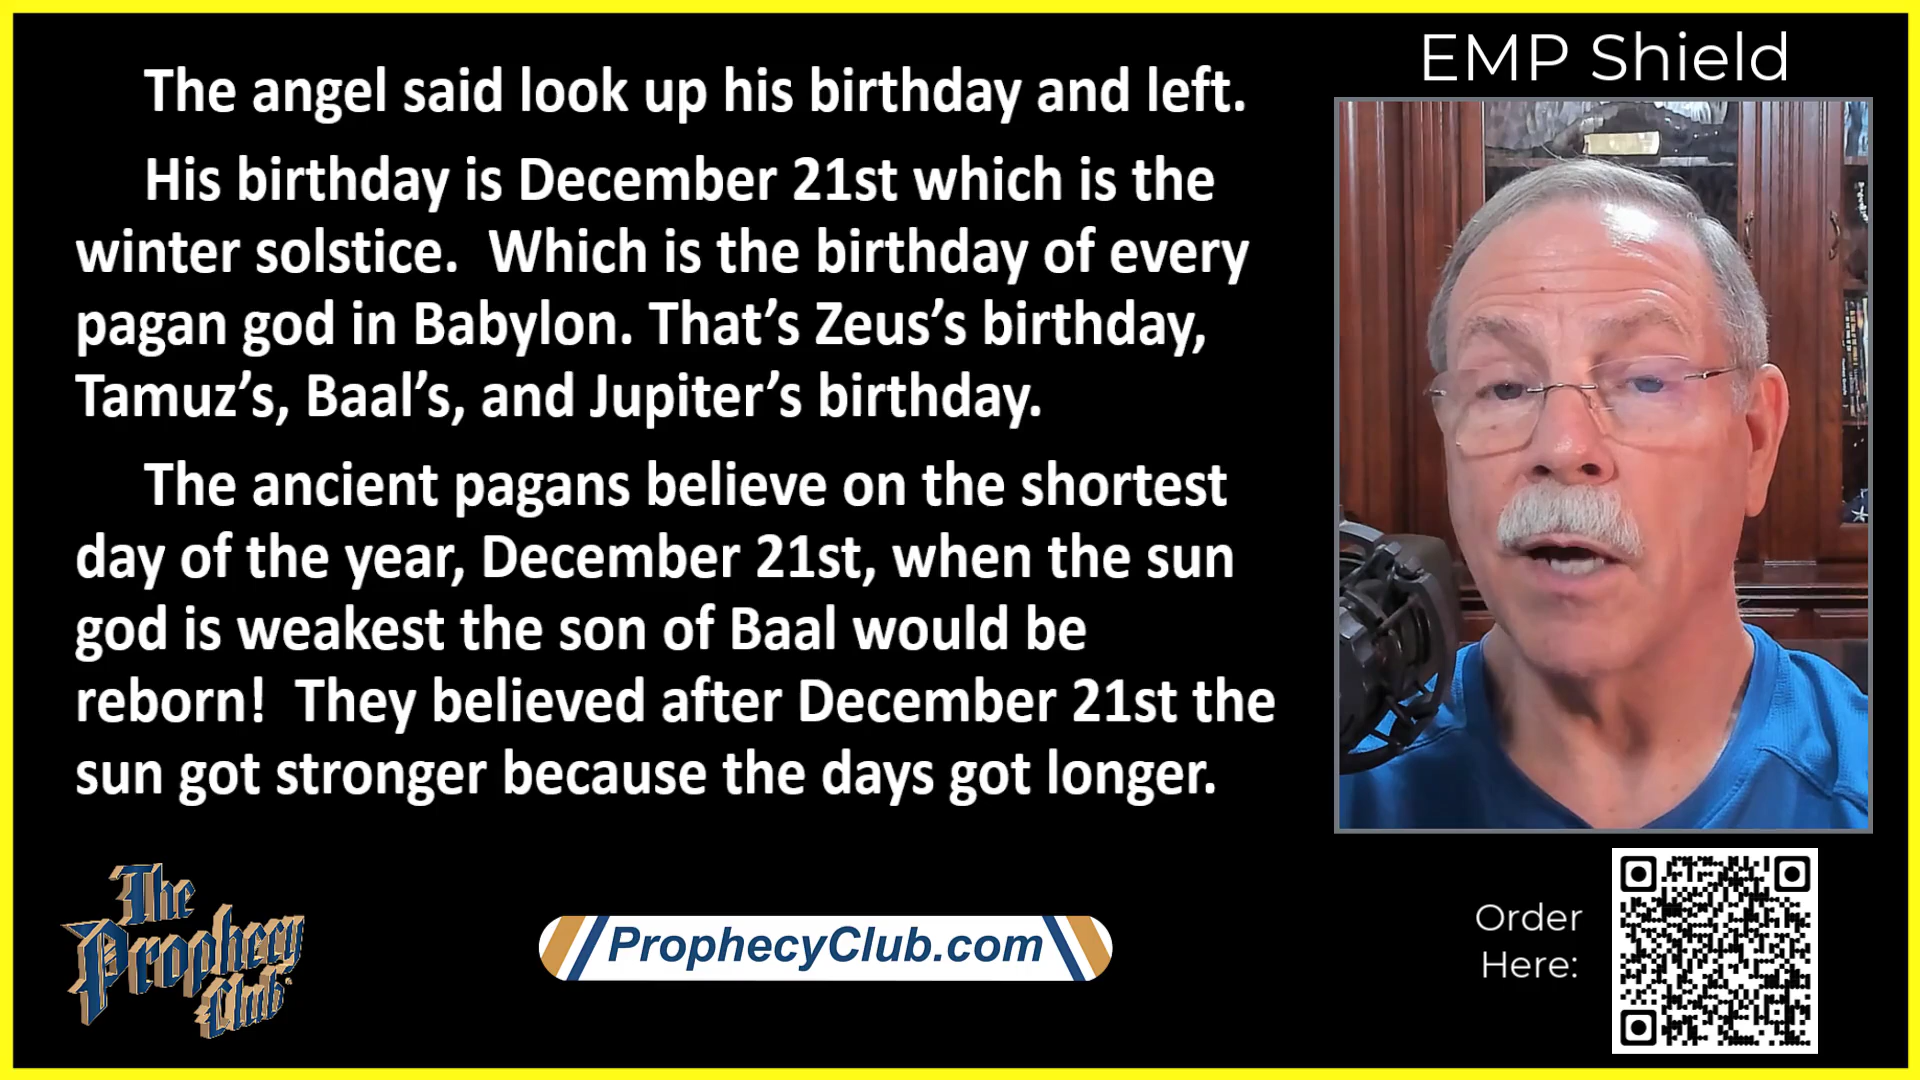 The angel said look up his birthday and left.
His birthday is December 21st which is the
winter solstice.  Which is the birthday of every
pagan god in Babylon. That’s Zeus’s birthday,
Tamuz’s, Baal’s, and Jupiter’s birthday.
The ancient pagans believe on the shortest
day of the year, December 21st, when the sun
god is weakest the son of Baal would be
reborn!  They believed after December 21st the
sun got stronger because the days got longer.
EMP Shield
The
Prophecy
Club
ProphecyClub.com
Order
Here: